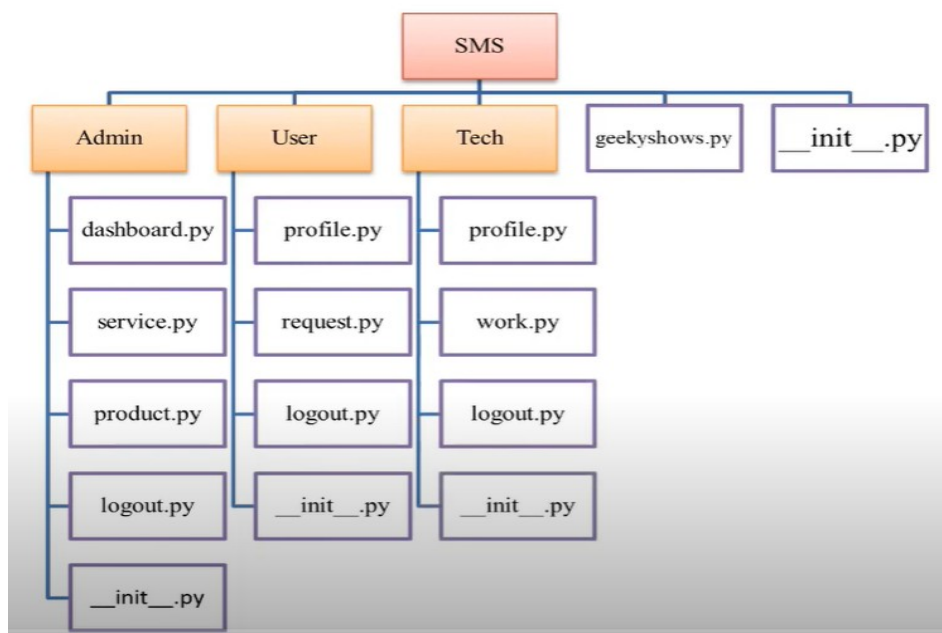 SMS
Admin
User
Tech
geekyshows.py
__init__.py
dashboard.py
profile.py
profile.py
service.py
request.py
work.py
product.py
logout.py
logout.py
logout.py
__init__.py
__init__.py
__init__.py